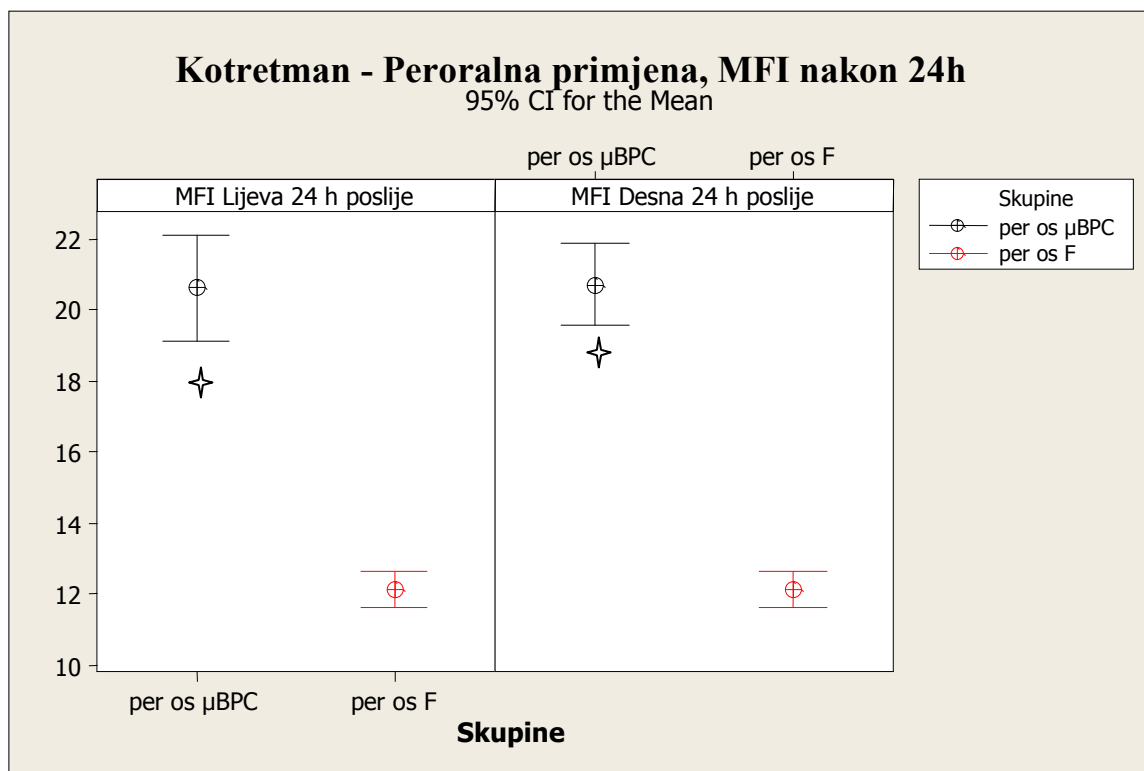 Kotretman - Peroralna primjena, MFI nakon 24h
95% CI for the Mean
per os µBPC per os F
MFI Lijeva 24 h poslije MFI Desna 24 h poslije
Skupine
per os µBPC
per os F
22
20
18
16
14
12
10
per os µBPC per os F
Skupine